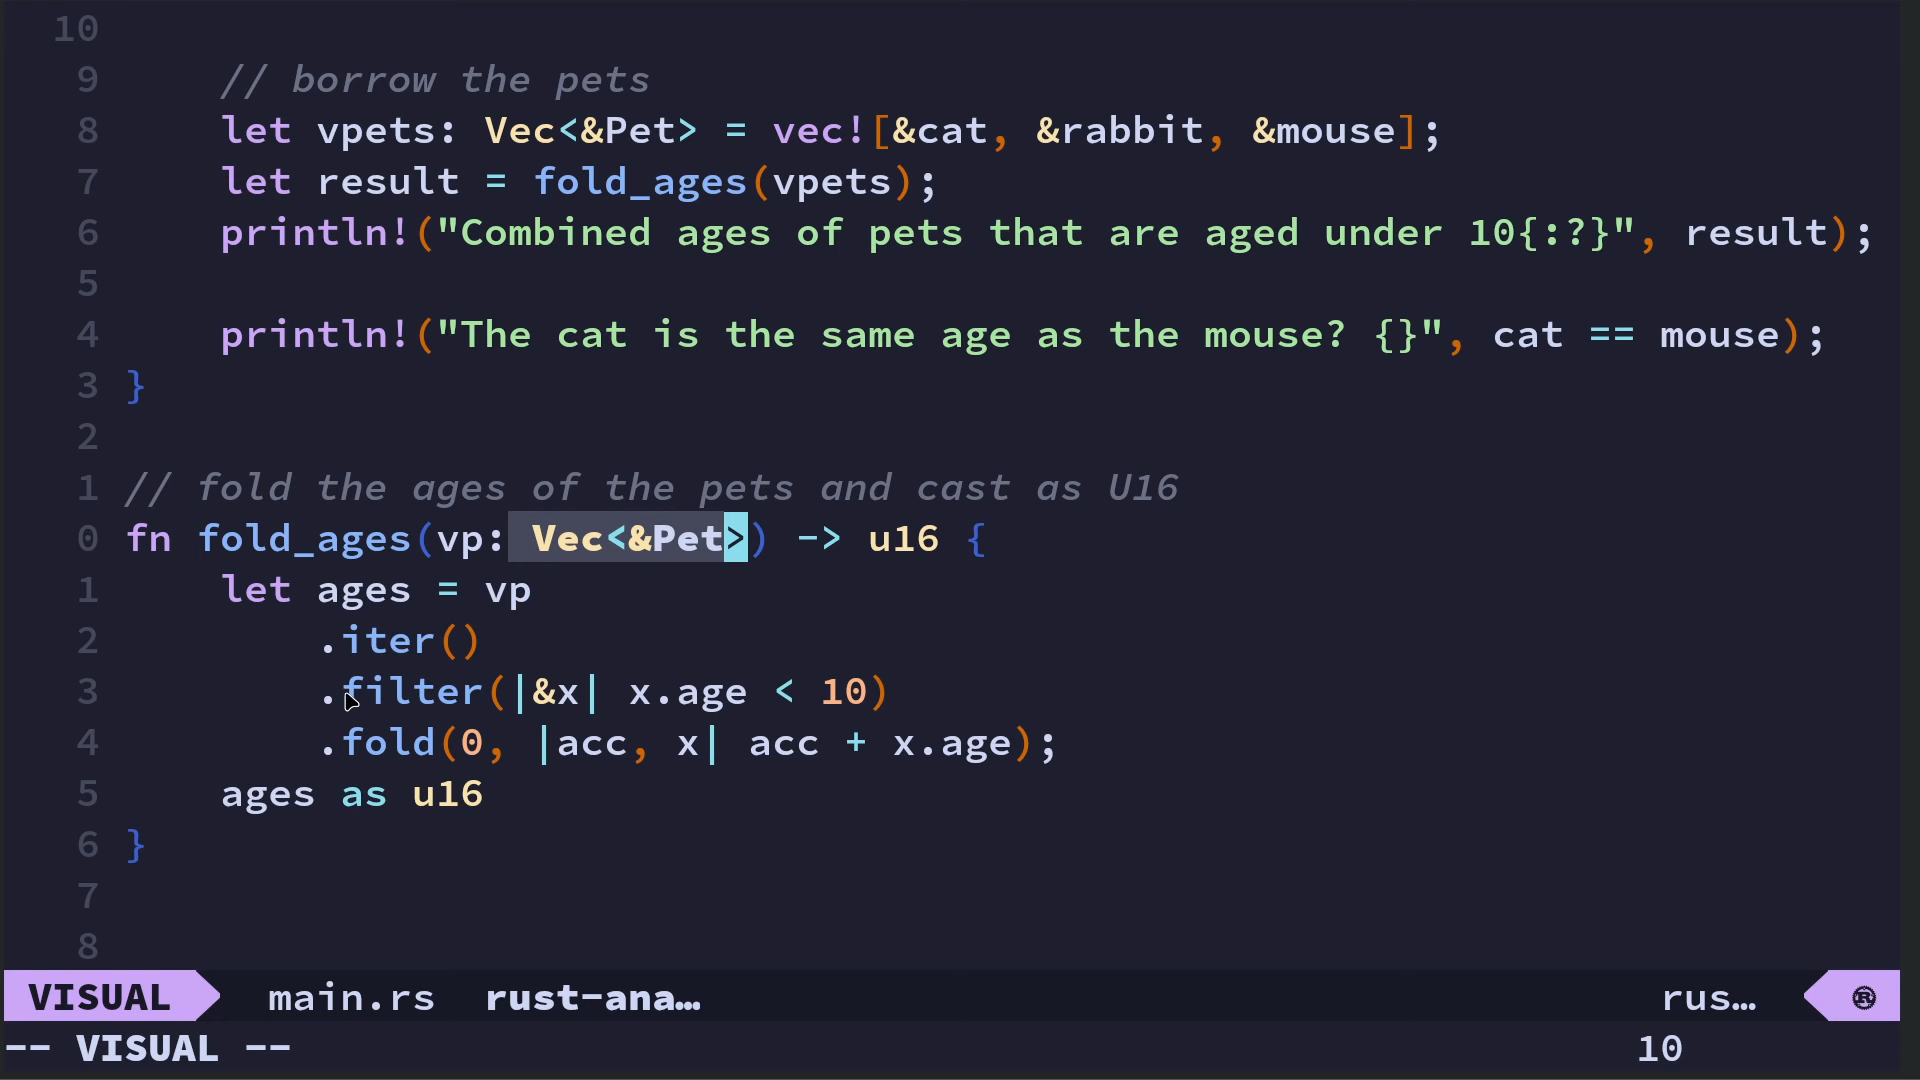 10
9     // borrow the pets
8     let vpets: Vec<&Pet> = vec![&cat, &rabbit, &mouse];
7     let result = fold_ages(vpets);
6     println!("Combined ages of pets that are aged under 10{:?}", result);
5
4     println!("The cat is the same age as the mouse? {}", cat == mouse);
3 }
2
1 // fold the ages of the pets and cast as U16
0 fn fold_ages(vp: Vec<&Pet>) -> u16 {
1     let ages = vp
2         .iter()
3         .filter(|&x| x.age < 10)
4         .fold(0, |acc, x| acc + x.age);
5     ages as u16
6 }
7
8
VISUAL main.rs rust-ana… rus… ®
-- VISUAL -- 10